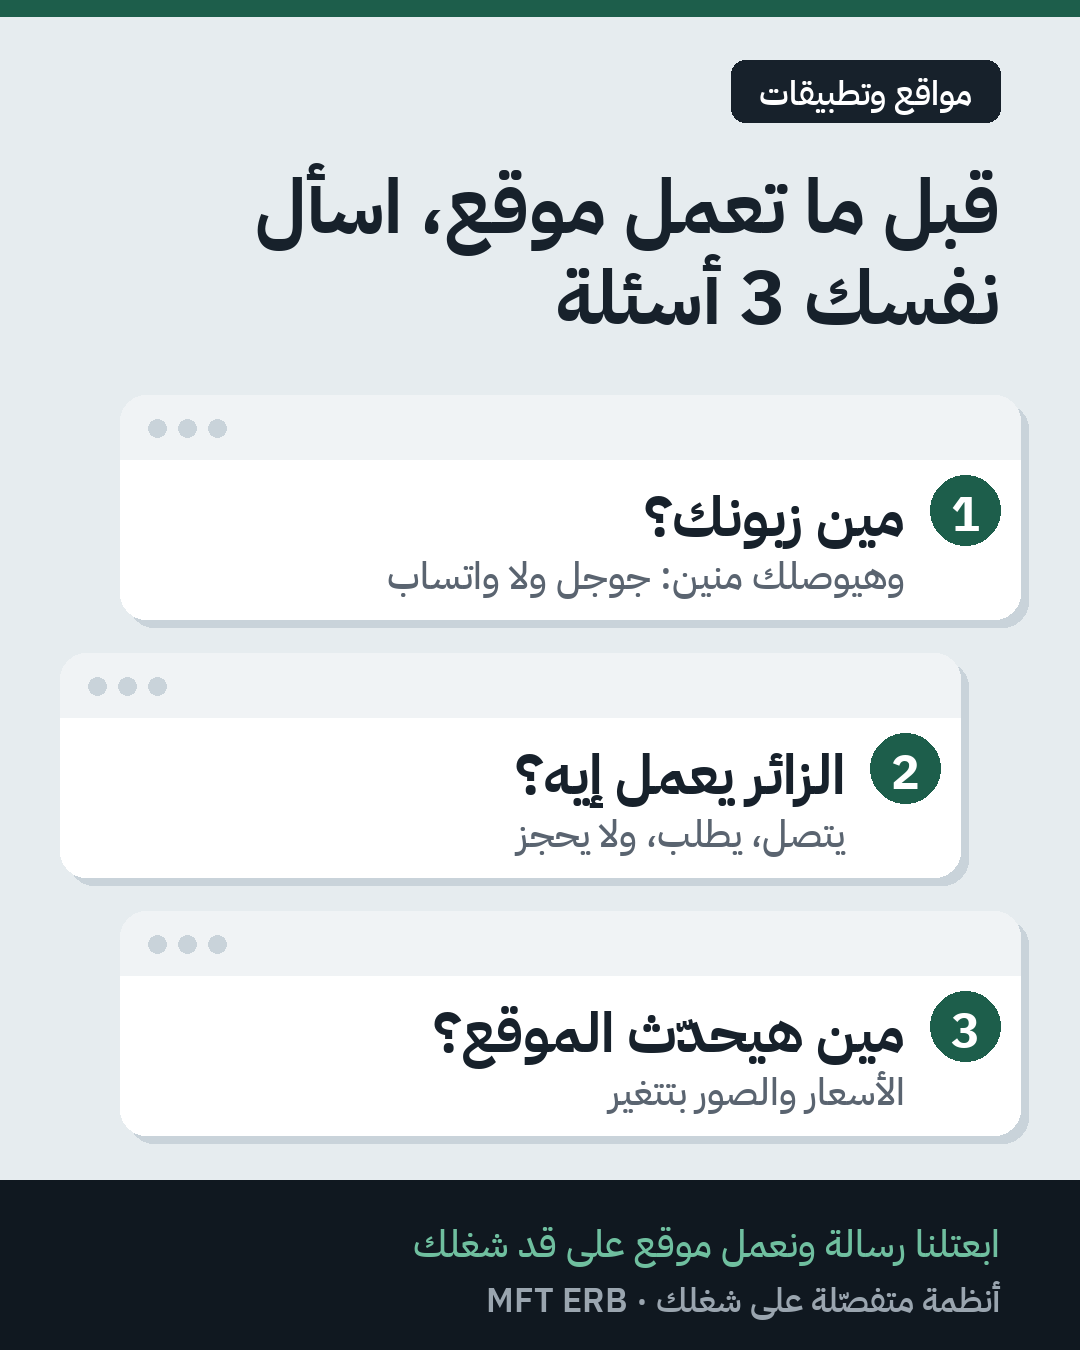 مواقع وتطبيقات
قبل ما تعمل موقع، اسأل
نفسك 3 أسئلة
1
مين زبونك؟
وهيوصلك منين: جوجل ولا واتساب
2
الزائر يعمل إيه؟
يتصل، يطلب، ولا يحجز
3
مين هيحدّث الموقع؟
الأسعار والصور بتتغير
ابعتلنا رسالة ونعمل موقع على قد شغلك
أنظمة متفصّلة على شغلك · MFT ERB